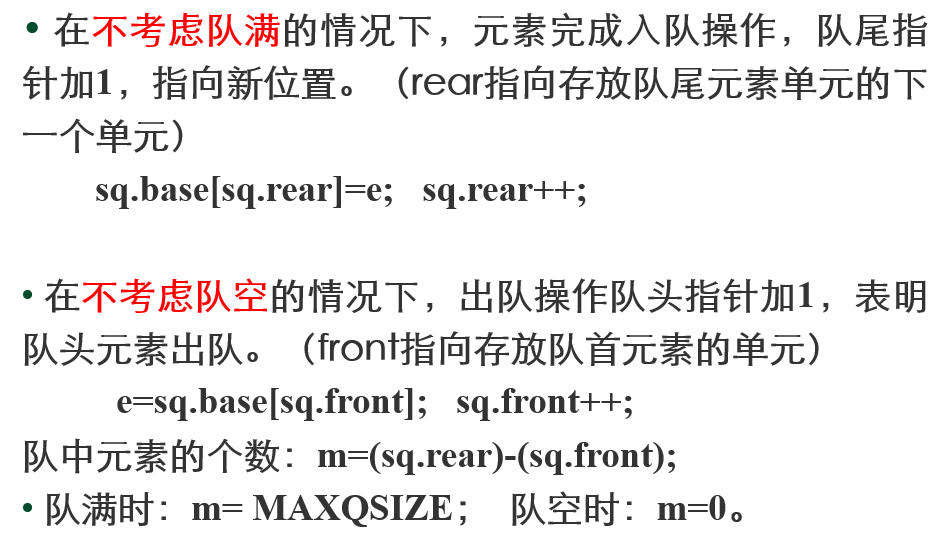 • 在不考虑队满的情况下，元素完成入队操作，队尾指
针加1，指向新位置。（rear指向存放队尾元素单元的下
一个单元）
sq.base[sq.rear]=e; sq.rear++;
• 在不考虑队空的情况下，出队操作队头指针加1，表明
队头元素出队。（front指向存放队首元素的单元）
e=sq.base[sq.front]; sq.front++;
队中元素的个数：m=(sq.rear)-(sq.front);
• 队满时：m= MAXQSIZE； 队空时：m=0。